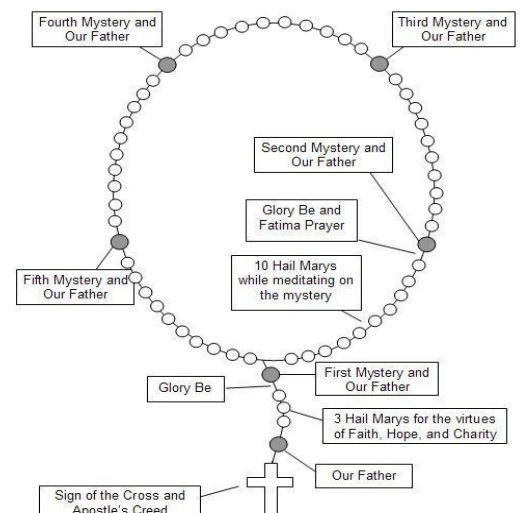 Fourth Mystery and
Our Father
Third Mystery and
Our Father
Second Mystery and
Our Father
Glory Be and
Fatima Prayer
10 Hail Marys
while meditating on
the mystery
Fifth Mystery and
Our Father
First Mystery and
Our Father
Glory Be
3 Hail Marys for the virtues
of Faith, Hope, and Charity
Our Father
Sign of the Cross and
Apostle's Creed